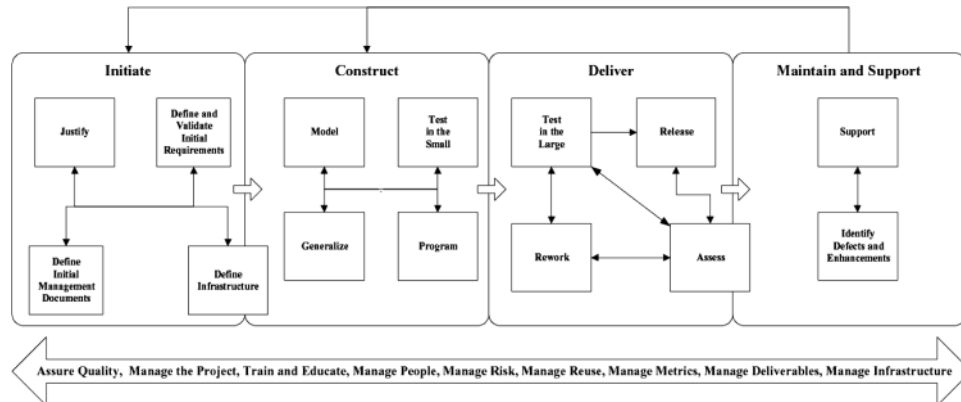 Initiate
Construct
Deliver
Maintain and Support
Justify
Define and
Validate
Initial
Requirements
Model
Test
in the
Small
Test
in the
Large
Release
Support
Define
Initial
Management
Documents
Define
Infrastructure
Generalize
Program
Rework
Assess
Identify
Defects and
Enhancements
Assure Quality, Manage the Project, Train and Educate, Manage People, Manage Risk, Manage Reuse, Manage Metrics, Manage Deliverables, Manage Infrastructure